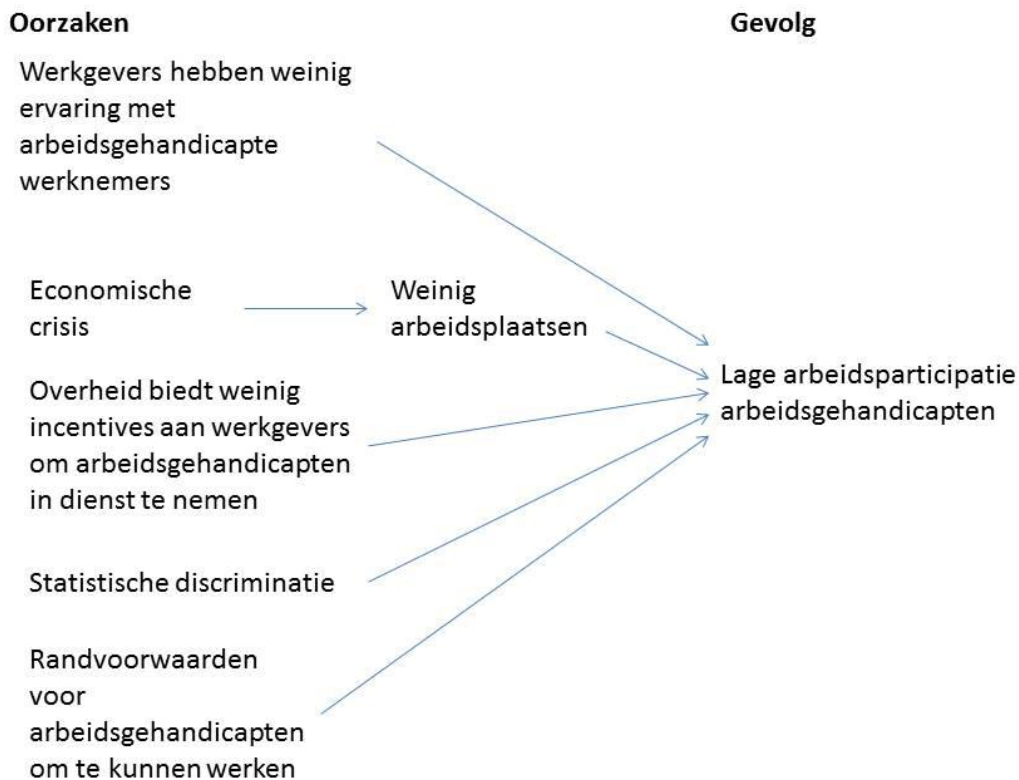 Oorzaken
Gevolg
Werkgevers hebben weinig
ervaring met
arbeidsgehandicapte
werknemers
Economische
crisis
Weinig
arbeidsplaatsen
Overheid biedt weinig
incentives aan werkgevers
om arbeidsgehandicapten
in dienst te nemen
Lage arbeidsparticipatie
arbeidsgehandicapten
Statistische discriminatie
Randvoorwaarden
voor
arbeidsgehandicapten
om te kunnen werken